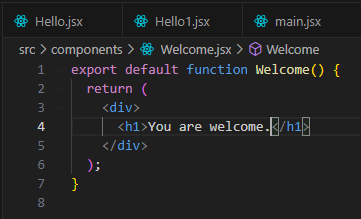 Hello.jsx Hello1.jsx main.jsx
src > components > Welcome.jsx > Welcome
1 export default function Welcome() {
2   return (
3     <div>
4       <h1>You are welcome.</h1>
5     </div>
6   );
7 }
8